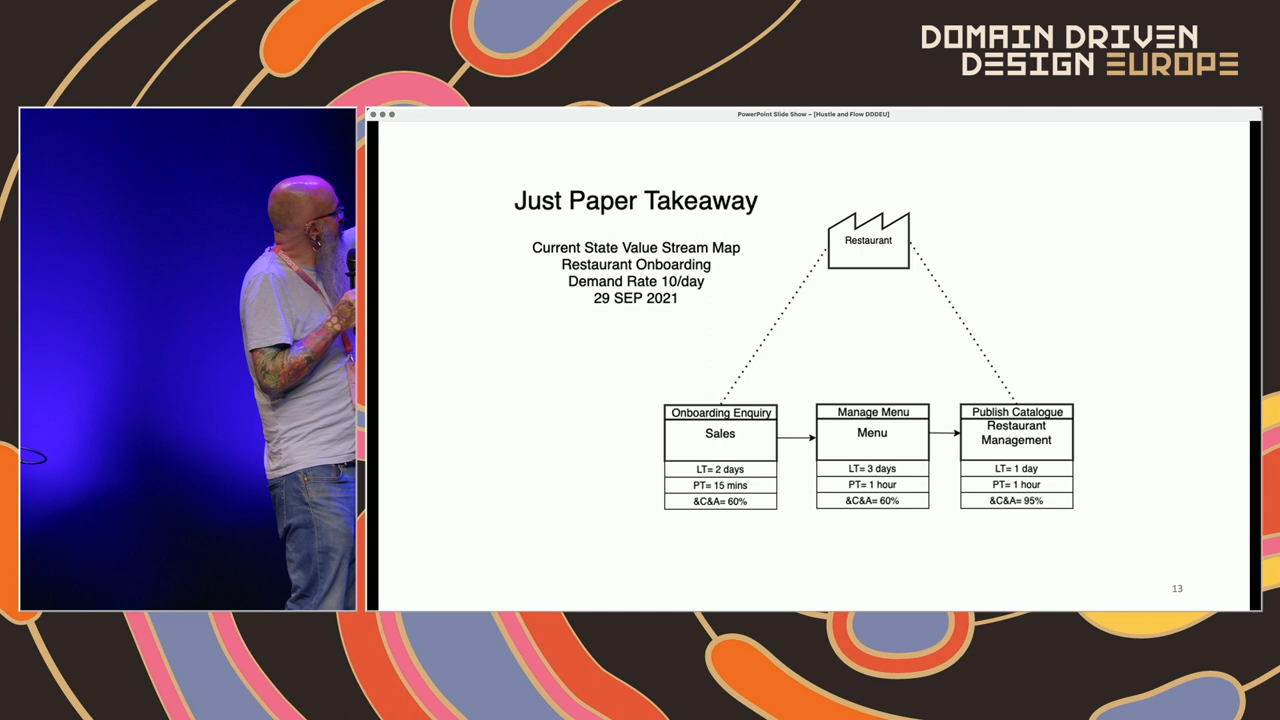 DOMAIN DRIVEN
DESIGN EUROPE
PowerPoint Slide Show – [Hustle and Flow DDDEU]
Just Paper Takeaway
Current State Value Stream Map
Restaurant Onboarding
Demand Rate 10/day
29 SEP 2021
Restaurant
Onboarding Enquiry
Sales
LT= 2 days
PT= 15 mins
&C&A= 60%
Manage Menu
Menu
LT= 3 days
PT= 1 hour
&C&A= 60%
Publish Catalogue
Restaurant
Management
LT= 1 day
PT= 1 hour
&C&A= 95%
13